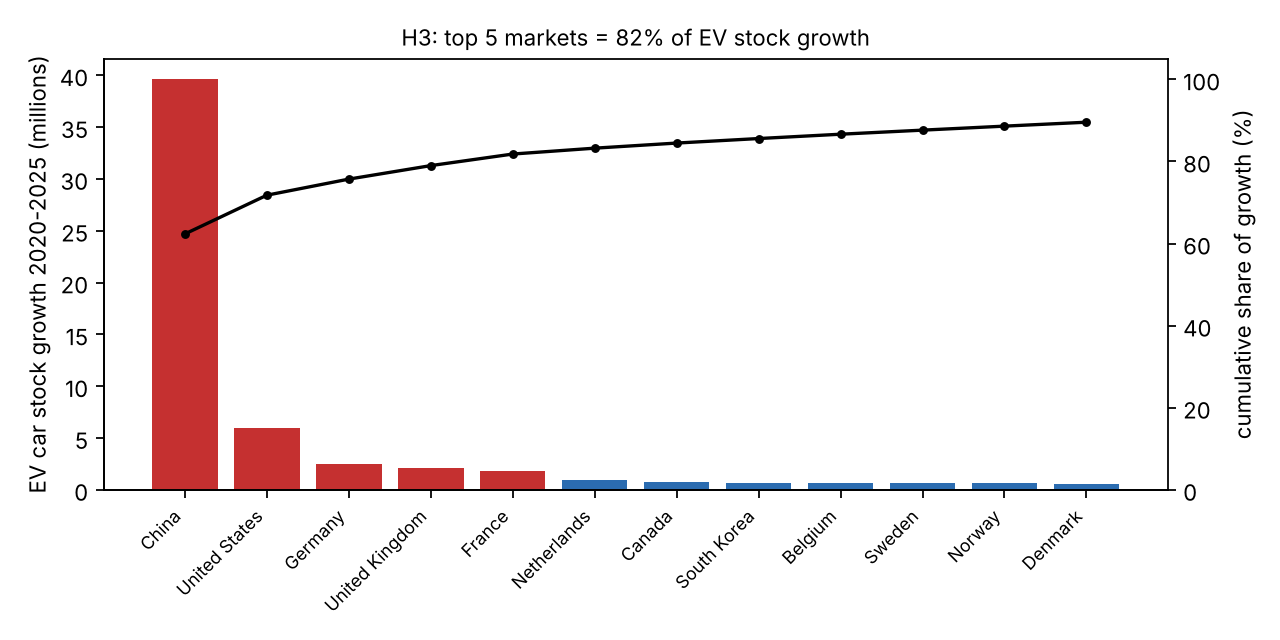 H3: top 5 markets = 82% of EV stock growth
EV car stock growth 2020-2025 (millions)
40
35
30
25
20
15
10
5
0
100
80
60
40
20
0
cumulative share of growth (%)
China
United States
Germany
United Kingdom
France
Netherlands
Canada
South Korea
Belgium
Sweden
Norway
Denmark